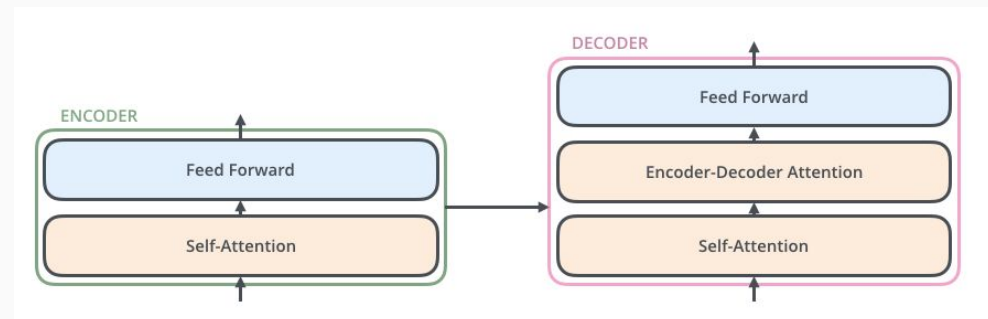 ENCODER
Feed Forward
Self-Attention
DECODER
Feed Forward
Encoder-Decoder Attention
Self-Attention